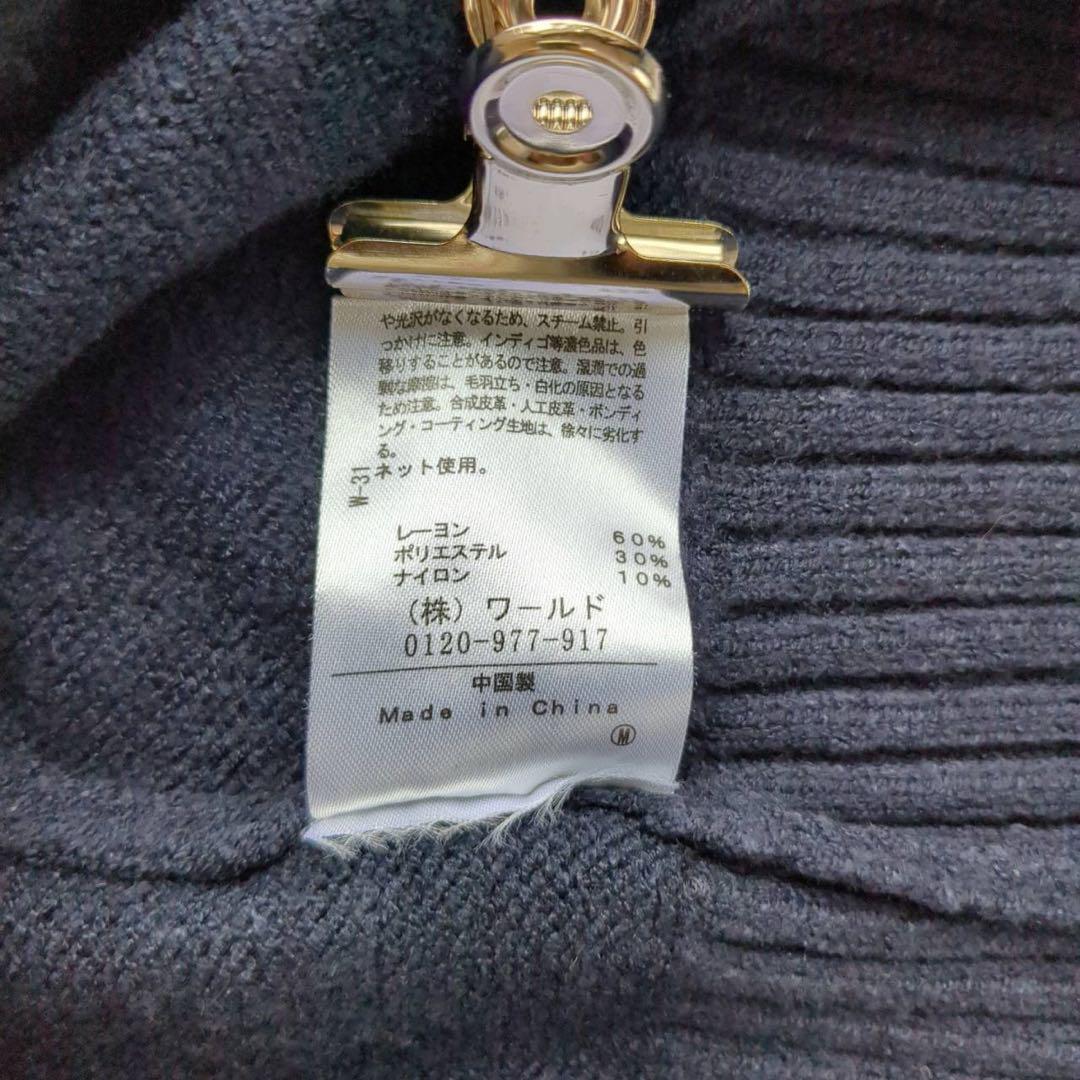 や光沢がなくなるため、スチーム禁止。引
っかけに注意。インディゴ等濃色品は、色
移りすることがあるので注意。湿潤での過
製な摩擦は、毛羽立ち・白化の原因となる
ため注意。合成皮革・人工皮革・ボンディ
ング・コーティング生地は、徐々に劣化す
る。
W-31
ネット使用。
レーヨン 60%
ポリエステル 30%
ナイロン 10%
(株)ワールド
0120-977-917
中国製
Made in China
M